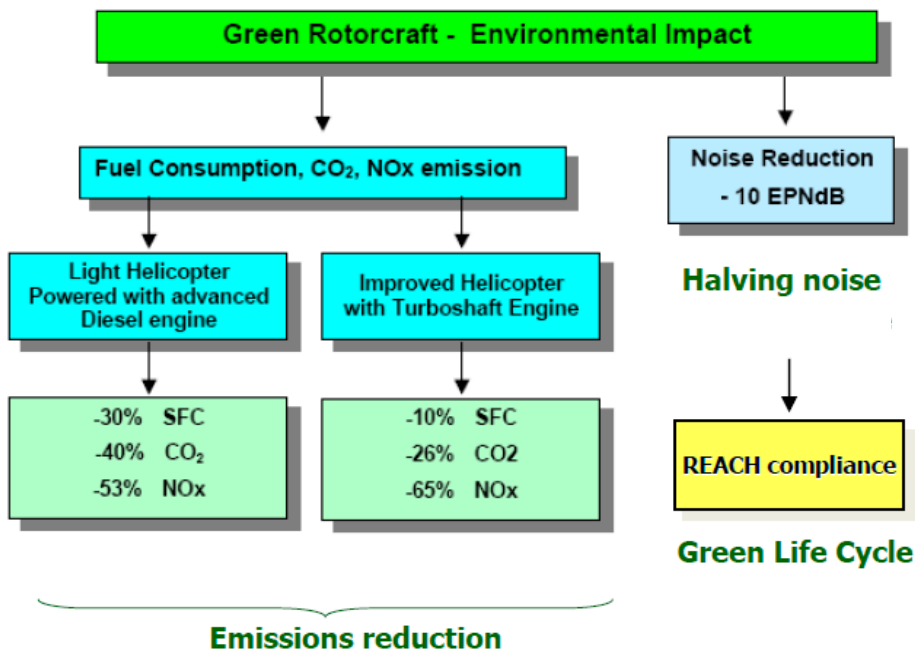 Green Rotorcraft - Environmental Impact
Fuel Consumption, CO₂, NOx emission
Noise Reduction
- 10 EPNdB
Halving noise
Light Helicopter
Powered with advanced
Diesel engine
Improved Helicopter
with Turboshaft Engine
-30% SFC
-40% CO₂
-53% NOx
-10% SFC
-26% CO2
-65% NOx
REACH compliance
Green Life Cycle
Emissions reduction